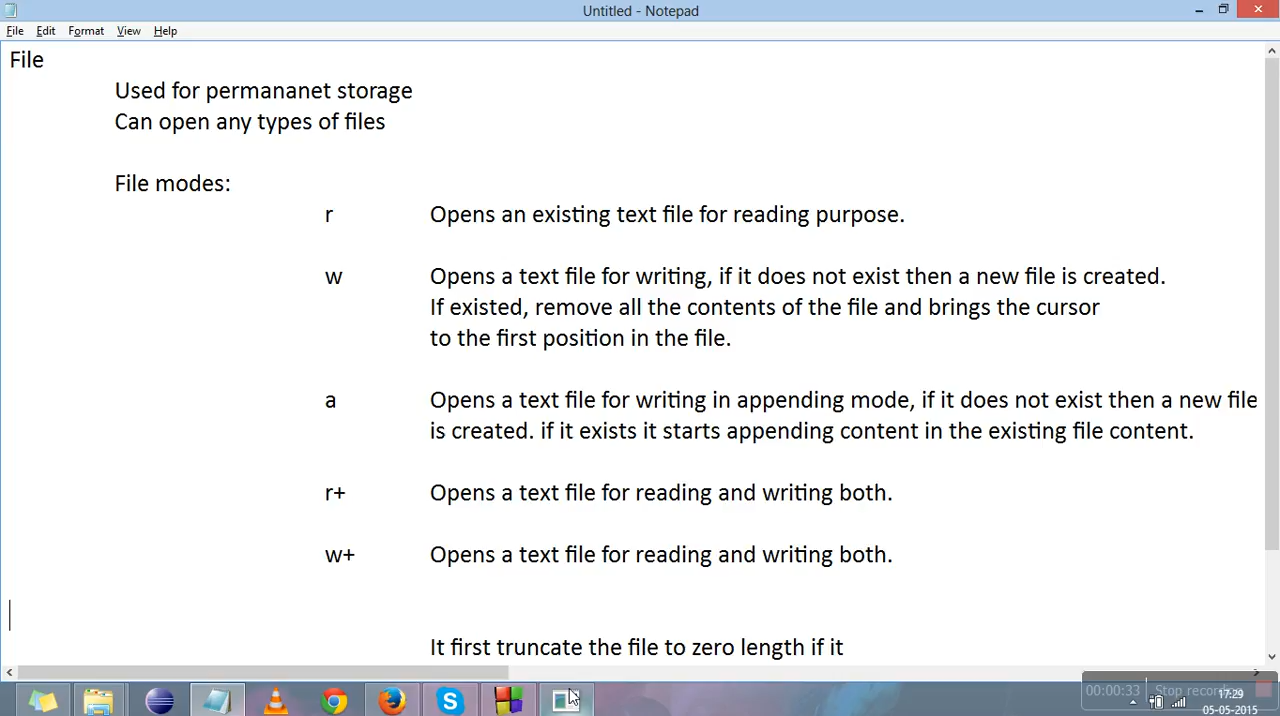 Untitled - Notepad
File Edit Format View Help
File
Used for permananet storage
Can open any types of files
File modes:
r Opens an existing text file for reading purpose.
w Opens a text file for writing, if it does not exist then a new file is created.
If existed, remove all the contents of the file and brings the cursor
to the first position in the file.
a Opens a text file for writing in appending mode, if it does not exist then a new file
is created. if it exists it starts appending content in the existing file content.
r+ Opens a text file for reading and writing both.
w+ Opens a text file for reading and writing both.
It first truncate the file to zero length if it
00:00:33 Stop 17:29
05-05-2015